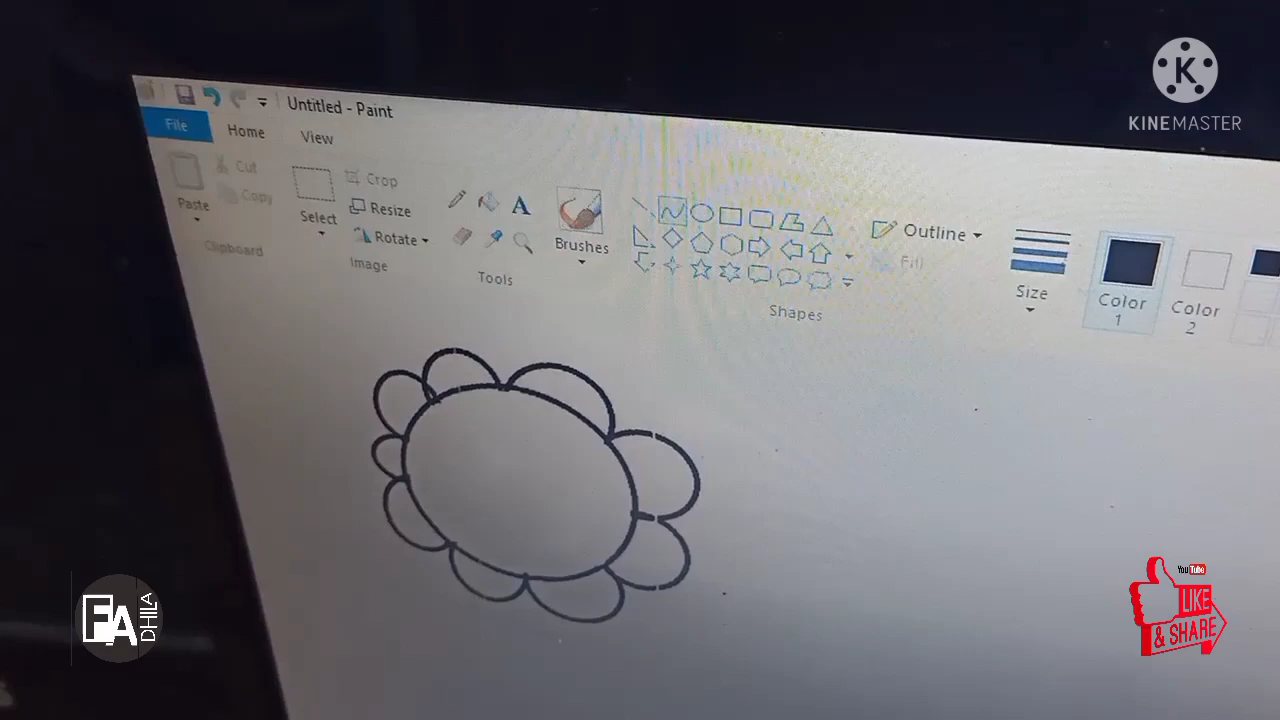 Untitled - Paint
File
Home
View
Paste
Cut
Copy
Clipboard
Select
Crop
Resize
Rotate
Image
A
Tools
Brushes
Shapes
Outline
Fill
Size
Color
1
Color
2
K
KINEMASTER
FA
DHILA
YouTube
LIKE
& SHARE